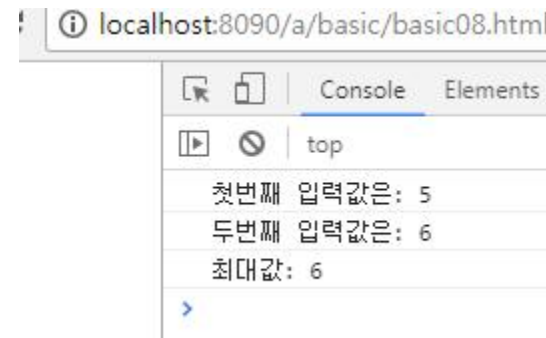 localhost:8090/a/basic/basic08.html
Console Elements
top
첫번째 입력값은: 5
두번째 입력값은: 6
최대값: 6